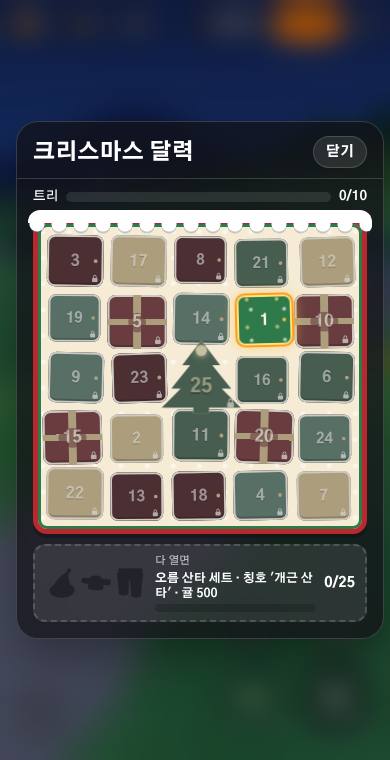 크리스마스 달력
닫기
트리
0/10
3 17 8 21 12
19 5 14 1 10
9 23 25 16 6
15 2 11 20 24
22 13 18 4 7
다 열면
오름 산타 세트 · 칭호 '개근 산
타' · 귤 500
0/25